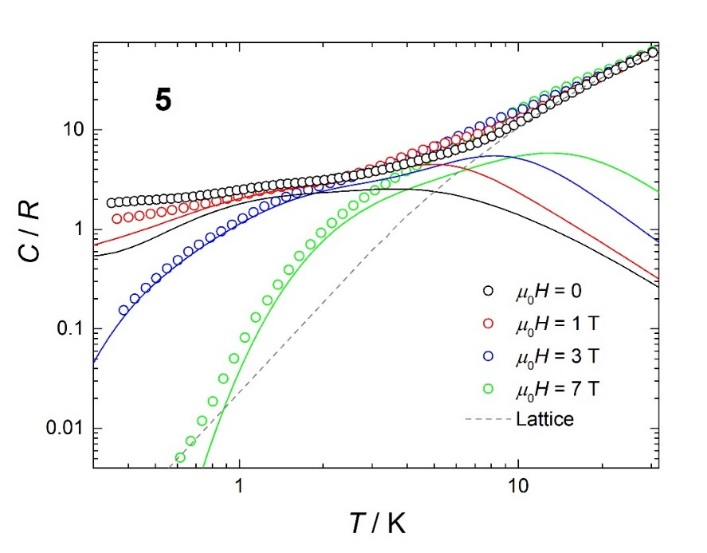 5
10
1
0.1
0.01
C / R
μ₀H = 0
μ₀H = 1 T
μ₀H = 3 T
μ₀H = 7 T
Lattice
1
10
T / K